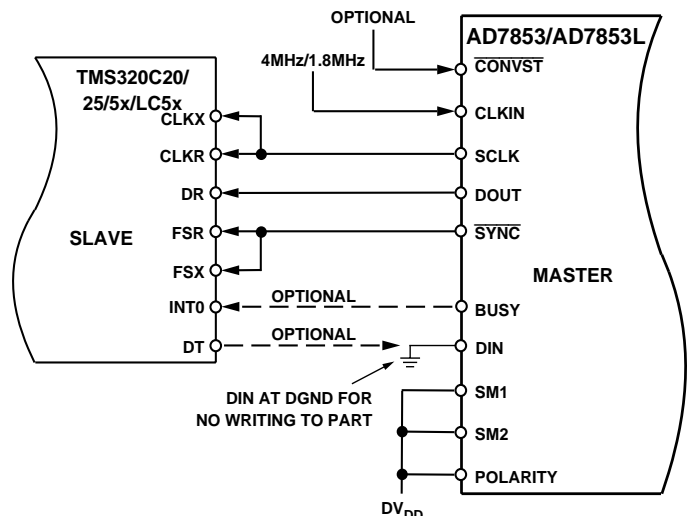 OPTIONAL
AD7853/AD7853L
4MHz/1.8MHz
CONVST
TMS320C20/
25/5x/LC5x
CLKX
CLKIN
CLKR
SCLK
DR
DOUT
SLAVE
FSR
SYNC
FSX
MASTER
INT0
OPTIONAL
BUSY
DT
OPTIONAL
DIN
DIN AT DGND FOR
NO WRITING TO PART
SM1
SM2
POLARITY
DVDD